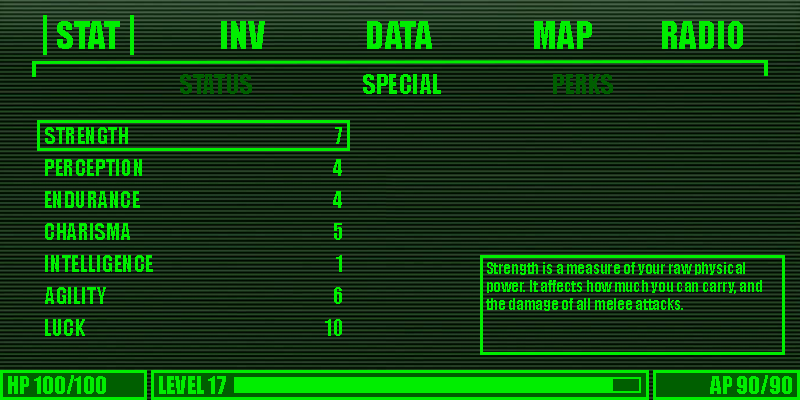 STAT INV DATA MAP RADIO
STATUS SPECIAL PERKS
STRENGTH 7
PERCEPTION 4
ENDURANCE 4
CHARISMA 5
INTELLIGENCE 1
AGILITY 6
LUCK 10
Strength is a measure of your raw physical
power. It affects how much you can carry, and
the damage of all melee attacks.
HP 100/100 LEVEL 17 AP 90/90